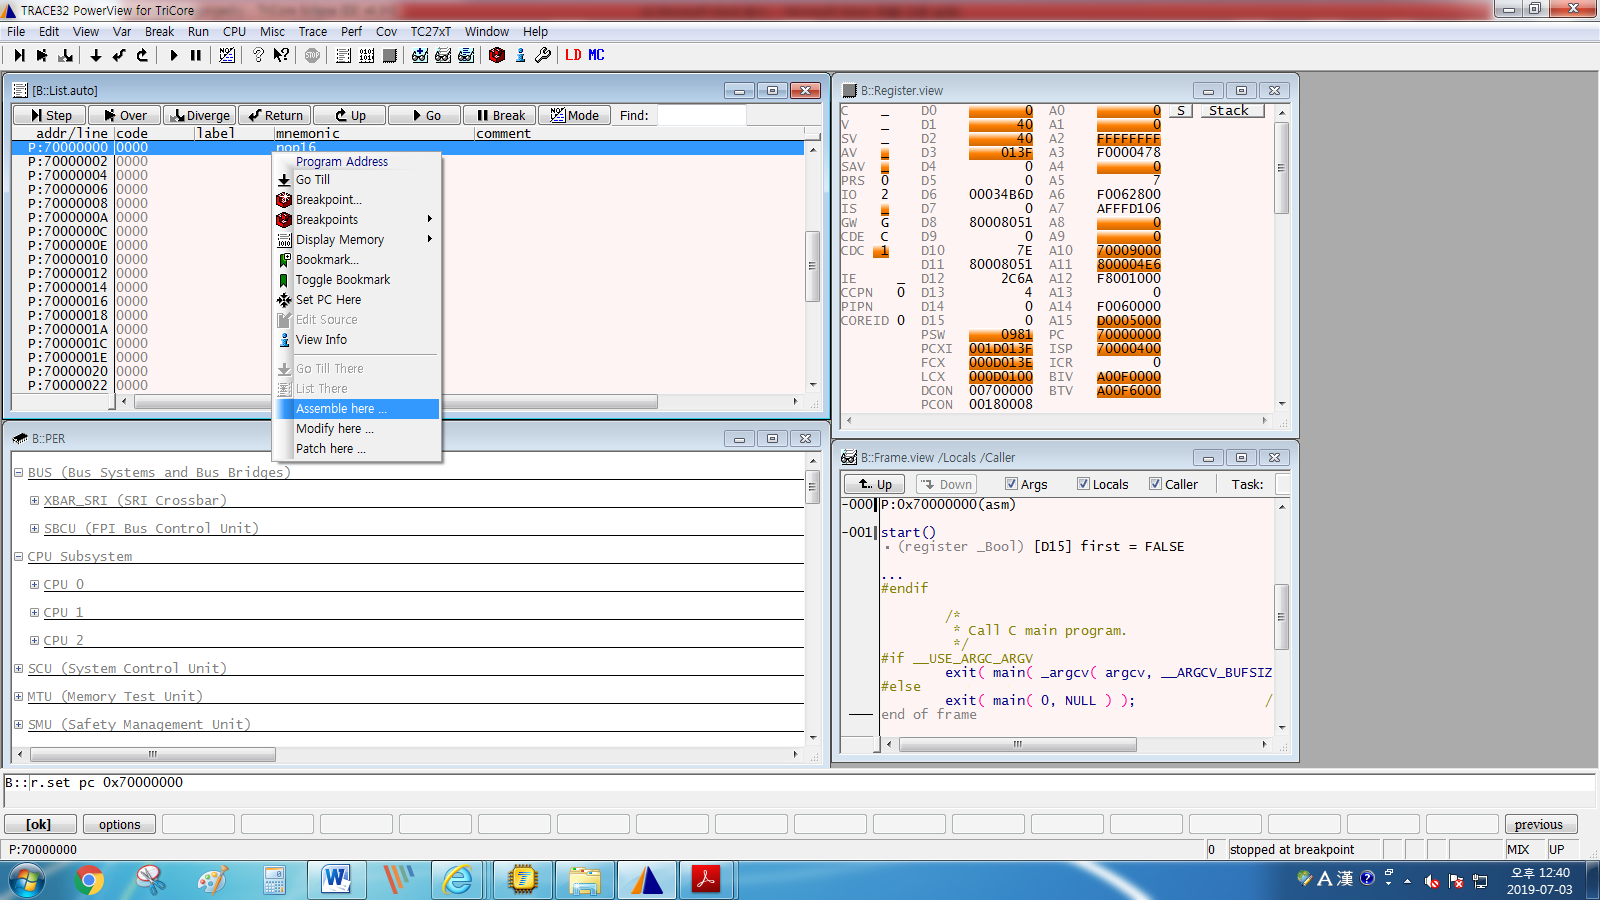 TRACE32 PowerView for TriCore
File Edit View Var Break Run CPU Misc Trace Perf Cov TC27xT Window Help
LD MC
[B::List.auto]
Step Over Diverge Return Up Go Break Mode Find:
addr/line code label mnemonic comment
P:70000000 0000 nop16
P:70000002 0000
P:70000004 0000
P:70000006 0000
P:70000008 0000
P:7000000A 0000
P:7000000C 0000
P:7000000E 0000
P:70000010 0000
P:70000012 0000
P:70000014 0000
P:70000016 0000
P:70000018 0000
P:7000001A 0000
P:7000001C 0000
P:7000001E 0000
P:70000020 0000
P:70000022 0000
Program Address
Go Till
Breakpoint...
Breakpoints
Display Memory
Bookmark...
Toggle Bookmark
Set PC Here
Edit Source
View Info
Go Till There
List There
Assemble here ...
Modify here ...
Patch here ...
B::Register.view
S Stack
C _ D0 0 A0 0
V _ D1 40 A1 0
SV _ D2 40 A2 FFFFFFFF
AV _ D3 013F A3 F0000478
SAV _ D4 0 A4 0
PRS 0 D5 0 A5 7
IO 2 D6 00034B6D A6 F0062800
IS _ D7 0 A7 AFFFD106
GW G D8 80008051 A8 0
CDE C D9 0 A9 0
CDC 1 D10 7E A10 70009000
D11 80008051 A11 800004E6
IE _ D12 2C6A A12 F8001000
CCPN 0 D13 4 A13 0
PIPN D14 0 A14 F0060000
COREID 0 D15 0 A15 D0005000
PSW 0981 PC 70000000
PCXI 001D013F ISP 70000400
FCX 000D013E ICR 0
LCX 000D0100 BIV A00F0000
DCON 00700000 BTV A00F6000
PCON 00180008
B::PER
BUS (Bus Systems and Bus Bridges)
XBAR_SRI (SRI Crossbar)
SBCU (FPI Bus Control Unit)
CPU Subsystem
CPU 0
CPU 1
CPU 2
SCU (System Control Unit)
MTU (Memory Test Unit)
SMU (Safety Management Unit)
B::Frame.view /Locals /Caller
Up Down Args Locals Caller Task:
-000 P:0x70000000(asm)
-001 start()
(register _Bool) [D15] first = FALSE
...
#endif
/*
* Call C main program.
*/
#if __USE_ARGC_ARGV
exit( main( _argcv( argcv, __ARGCV_BUFSIZ
#else
exit( main( 0, NULL ) ); /
end of frame
B::r.set pc 0x70000000
[ok] options previous
P:70000000 0 stopped at breakpoint MIX UP
A 漢
오후 12:40
2019-07-03